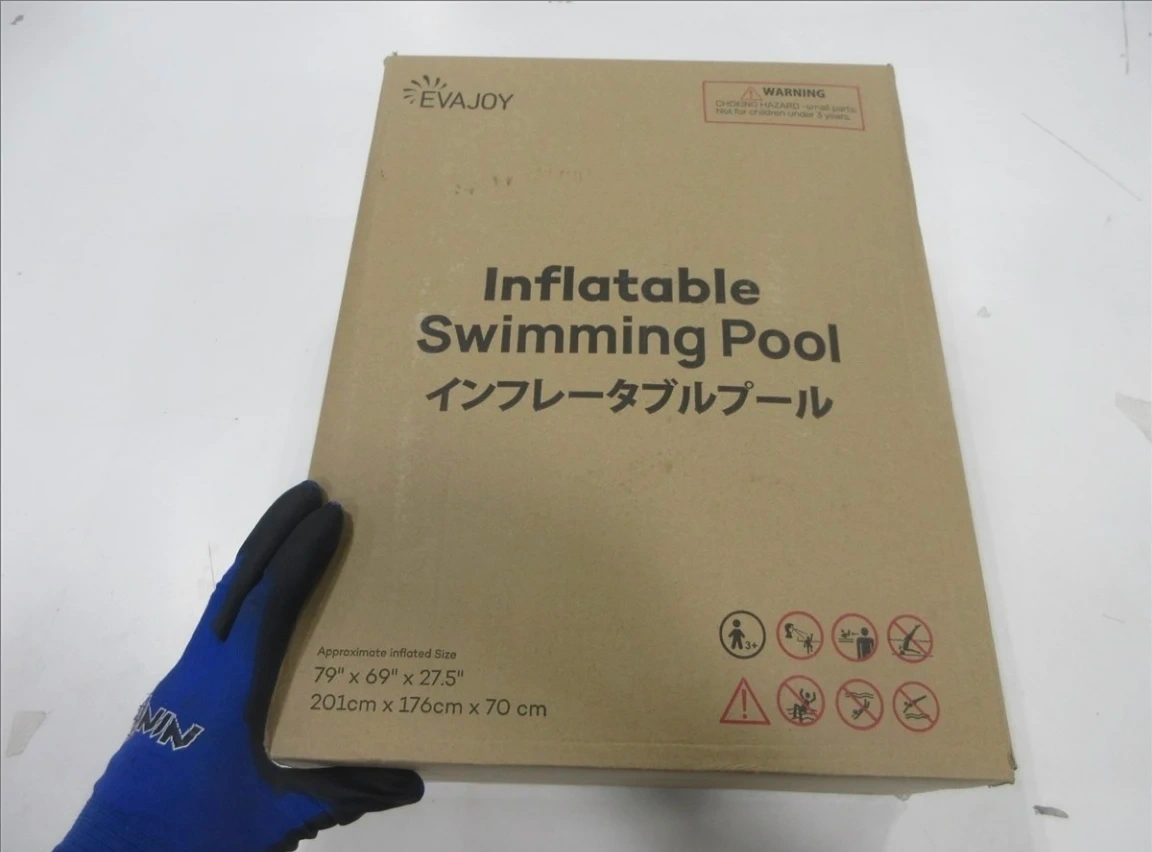 EVAJOY
WARNING
CHOKING HAZARD - small parts.
Not for children under 3 years.
Inflatable
Swimming Pool
インフレータブルプール
3+
Approximate inflated Size
79" x 69" x 27.5"
201cm x 176cm x 70 cm